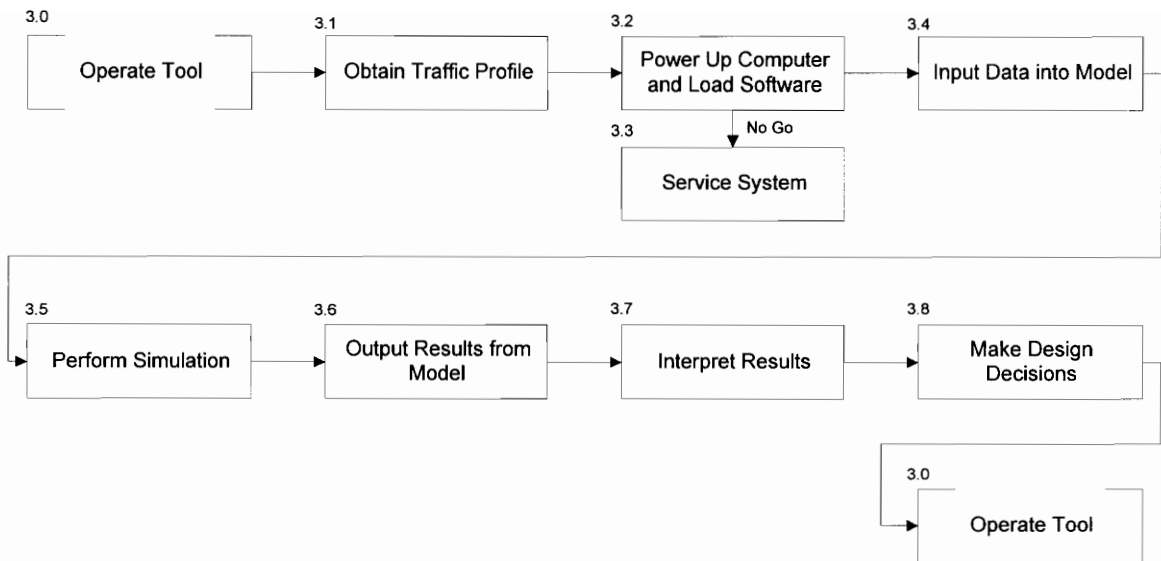 3.0
Operate Tool
3.1
Obtain Traffic Profile
3.2
Power Up Computer
and Load Software
3.4
Input Data into Model
No Go
3.3
Service System
3.5
Perform Simulation
3.6
Output Results from
Model
3.7
Interpret Results
3.8
Make Design
Decisions
3.0
Operate Tool